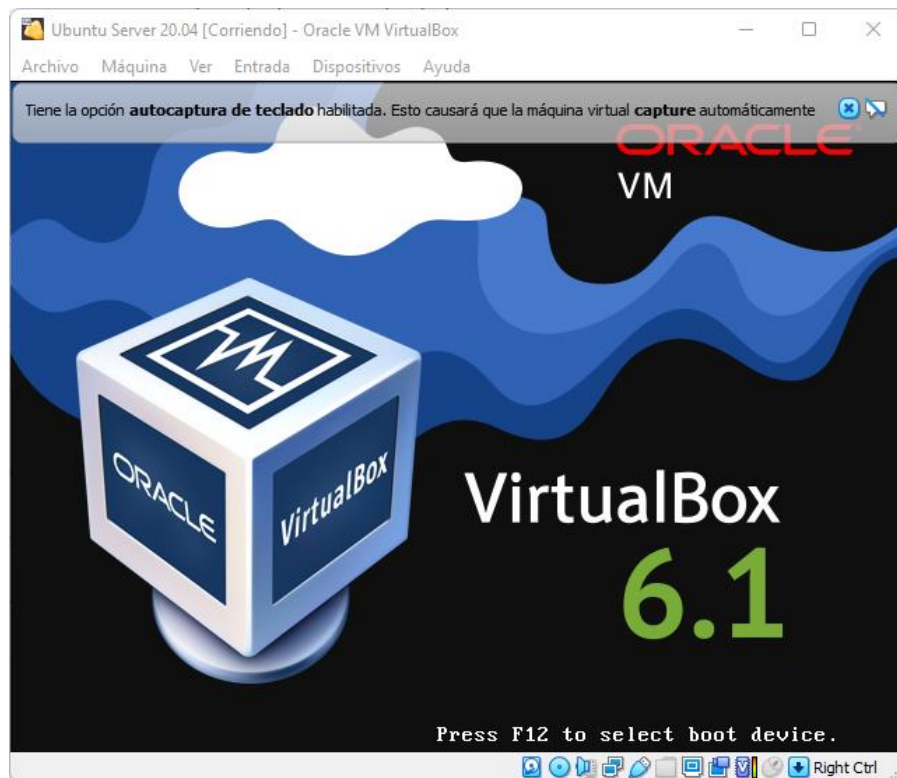 Ubuntu Server 20.04 [Corriendo] - Oracle VM VirtualBox
Archivo Máquina Ver Entrada Dispositivos Ayuda
Tiene la opción autocaptura de teclado habilitada. Esto causará que la máquina virtual capture automáticamente
ORACLE
VM
ORACLE
VirtualBox
VirtualBox
6.1
Press F12 to select boot device.
Right Ctrl